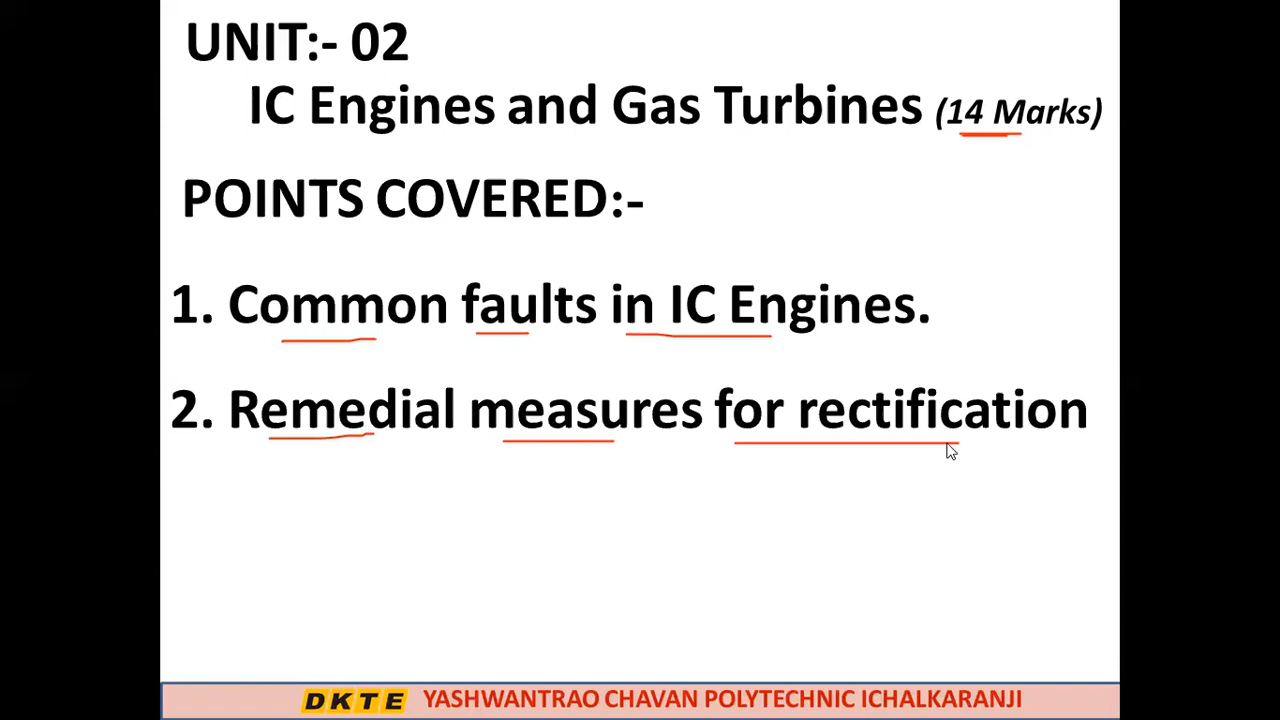 UNIT:- 02
IC Engines and Gas Turbines (14 Marks)
POINTS COVERED:-
1. Common faults in IC Engines.
2. Remedial measures for rectification
DKTE YASHWANTRAO CHAVAN POLYTECHNIC ICHALKARANJI